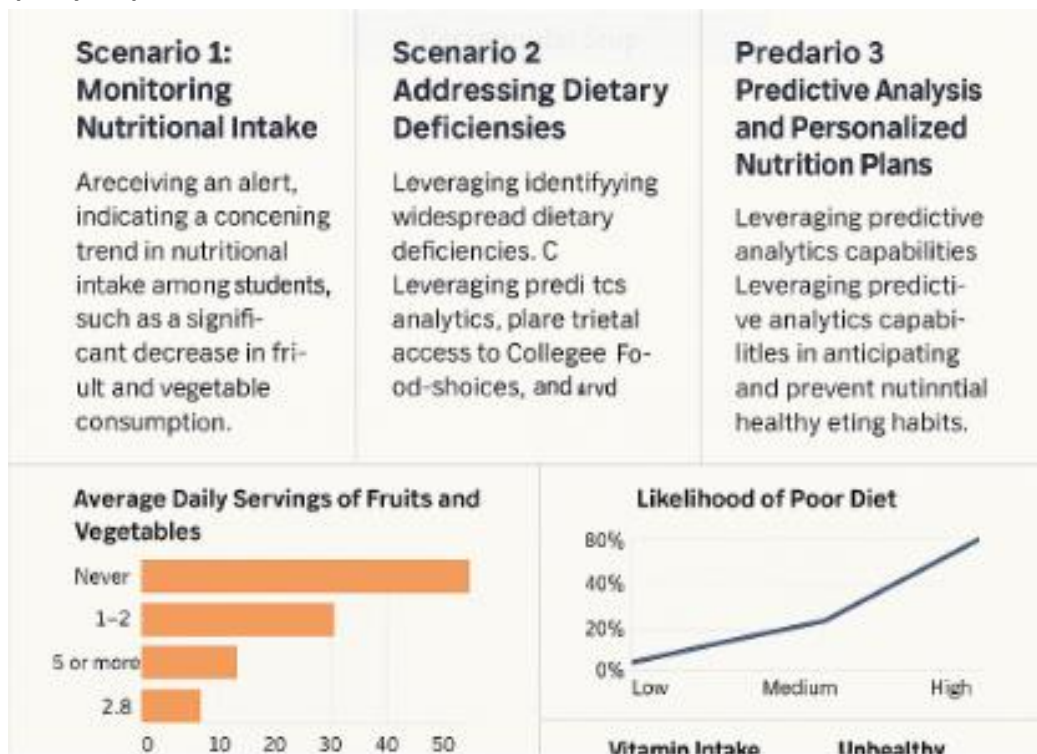 Scenario 1:
Monitoring
Nutritional Intake
Areceiving an alert,
indicating a concening
trend in nutritional
intake among students,
such as a signifi-
cant decrease in fri-
ult and vegetable
consumption.
Scenario 2
Addressing Dietary
Deficiensies
Leveraging identifyying
widespread dietary
deficiencies. C
Leveraging predi tcs
analytics, plare trietal
access to Collegee Fo-
od-shoices, and
Predario 3
Predictive Analysis
and Personalized
Nutrition Plans
Leveraging predictive
analytics capabilities
Leveraging predicti-
ve analytics capabi-
litles in anticipating
and prevent nutinntial
healthy eting habits.
Average Daily Servings of Fruits and
Vegetables
Never
1–2
5 or more
2.8
0 10 20 30 40 50
Likelihood of Poor Diet
80%
40%
20%
0%
Low Medium High
Vitamin Intake
Unhealthy